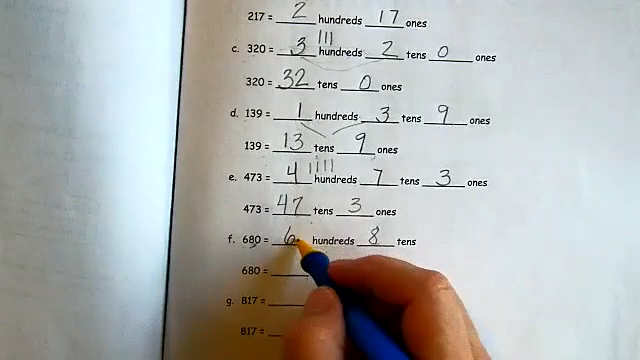 217 = 2 hundreds 17 ones
c. 320 = 3 hundreds 2 tens 0 ones
320 = 32 tens 0 ones
d. 139 = 1 hundreds 3 tens 9 ones
139 = 13 tens 9 ones
e. 473 = 4 hundreds 7 tens 3 ones
473 = 47 tens 3 ones
f. 680 = 6 hundreds 8 tens
680 =
g. 817 =
817 =